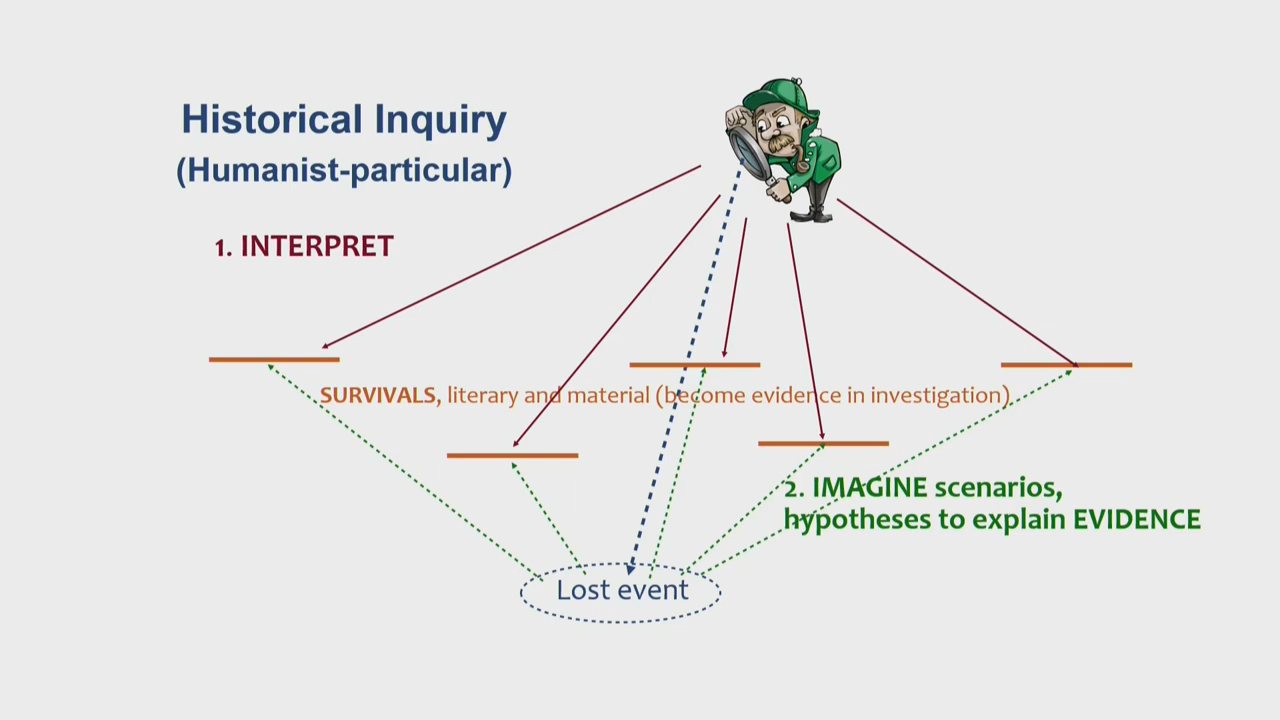 Historical Inquiry
(Humanist-particular)
1. INTERPRET
SURVIVALS, literary and material (become evidence in investigation)
2. IMAGINE scenarios,
hypotheses to explain EVIDENCE
Lost event